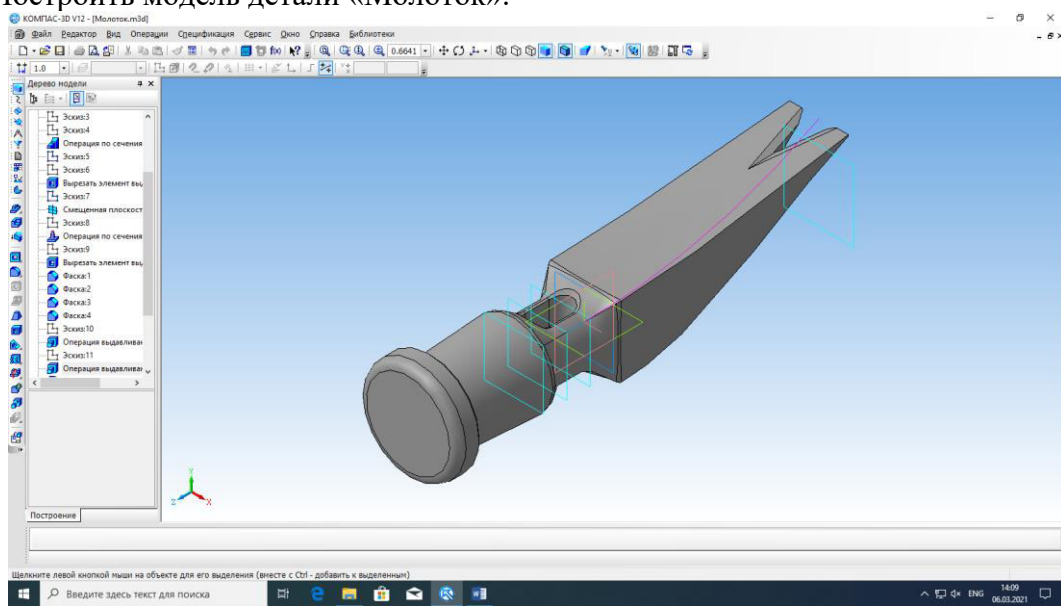 Построить модель детали «Молоток».
КОМПАС-3D V12 - [Молоток.m3d]
Файл Редактор Вид Операции Спецификация Сервис Окно Справка Библиотеки
0.6641
1.0
Дерево модели
Эскиз:3
Эскиз:4
Операция по сечения
Эскиз:5
Эскиз:6
Вырезать элемент выд
Эскиз:7
Смещенная плоскост
Эскиз:8
Операция по сечения
Эскиз:9
Вырезать элемент выд
Фаска:1
Фаска:2
Фаска:3
Фаска:4
Эскиз:10
Операция выдавливан
Эскиз:11
Операция выдавливан
Y
Z X
Построение
Щелкните левой кнопкой мыши на объекте для его выделения (вместе с Ctrl - добавить к выделенным)
Введите здесь текст для поиска
ENG
14:09
06.03.2021